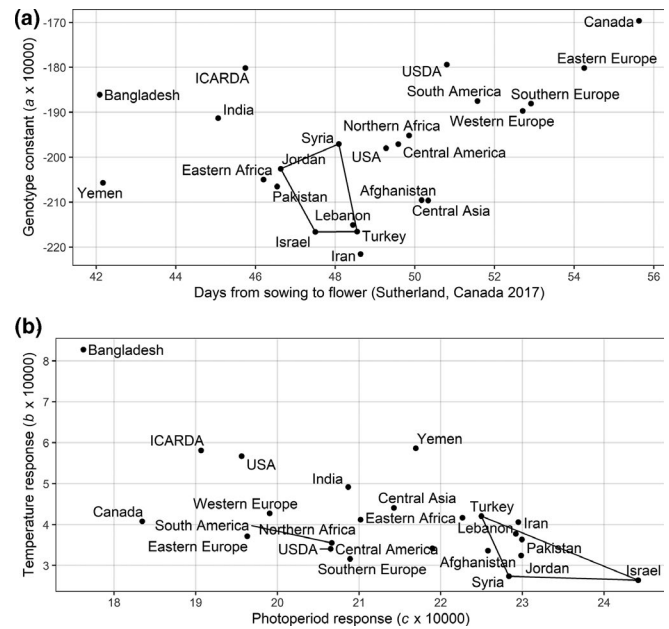 (a)
Genotype constant (a x 10000)
-170
-180
-190
-200
-210
-220
Canada
USDA
Eastern Europe
ICARDA
Bangladesh
South America
Southern Europe
India
Western Europe
Northern Africa
Syria
USA
Central America
Jordan
Eastern Africa
Pakistan
Yemen
Afghanistan
Central Asia
Lebanon
Israel
Turkey
Iran
42 44 46 48 50 52 54 56
Days from sowing to flower (Sutherland, Canada 2017)
(b)
Temperature response (b x 10000)
8
7
6
5
4
3
Bangladesh
ICARDA
USA
Yemen
India
Western Europe
Central Asia
Canada
Turkey
South America
Northern Africa
Eastern Africa
Iran
Lebanon
Eastern Europe
USDA
Central America
Pakistan
Southern Europe
Afghanistan
Jordan
Israel
Syria
18 19 20 21 22 23 24
Photoperiod response (c x 10000)